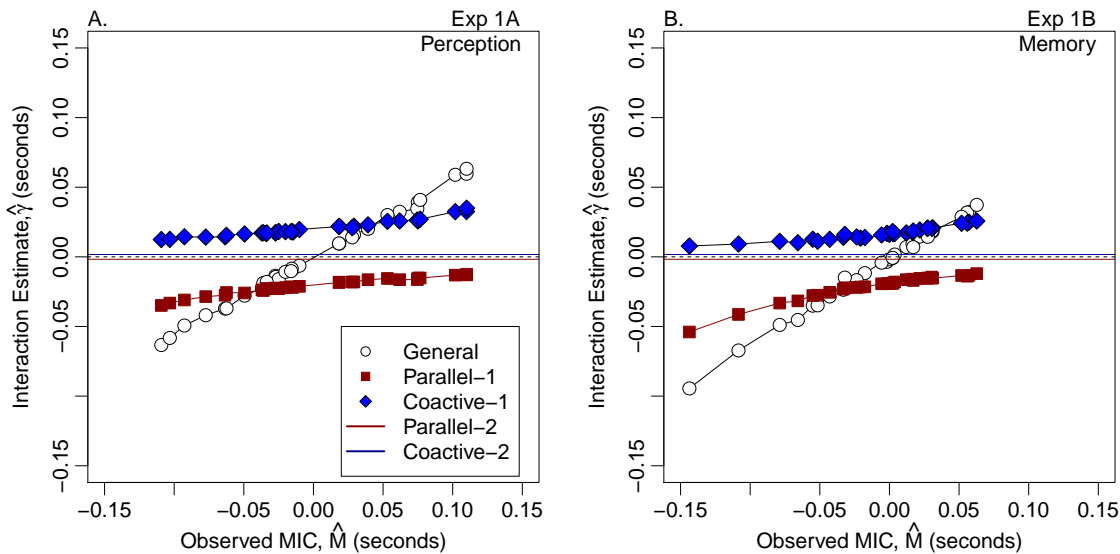 A.
Exp 1A
Perception
Interaction Estimate, γ̂ (seconds)
0.15
0.10
0.05
0.00
−0.05
−0.15
General
Parallel−1
Coactive−1
Parallel−2
Coactive−2
−0.15
−0.05
0.00
0.05
0.10
0.15
Observed MIC, M̂ (seconds)
B.
Exp 1B
Memory
Interaction Estimate, γ̂ (seconds)
0.15
0.10
0.05
0.00
−0.05
−0.15
−0.15
−0.05
0.00
0.05
0.10
0.15
Observed MIC, M̂ (seconds)